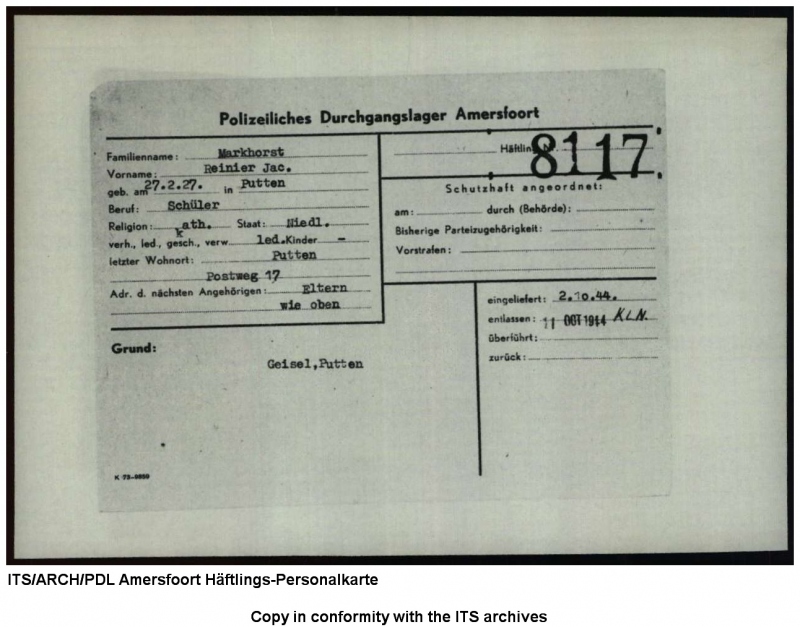 Polizeiliches Durchgangslager Amersfoort
Familienname: Markhorst
Vorname: Reinier Jac.
geb. am 27.2.27. in Putten
Beruf: Schüler
Religion: kath. Staat: Niedl.
verh., led., gesch., verw. led. Kinder –
letzter Wohnort: Putten
Postweg 17
Adr. d. nächsten Angehörigen: Eltern
wie oben
Häftling Nr. 8117
Schutzhaft angeordnet:
am: durch (Behörde):
Bisherige Parteizugehörigkeit:
Vorstrafen:
eingeliefert: 2.10.44.
entlassen: 11 OCT 1944 K.L.N.
überführt:
zurück:
Grund:
Geisel, Putten
ITS/ARCH/PDL Amersfoort Häftlings-Personalkarte
Copy in conformity with the ITS archives